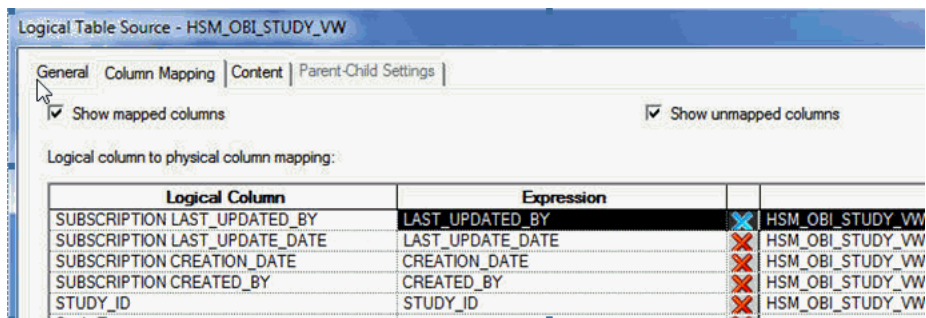 Logical Table Source - HSM_OBI_STUDY_VW
General Column Mapping Content Parent-Child Settings
Show mapped columns Show unmapped columns
Logical column to physical column mapping:
Logical Column Expression
SUBSCRIPTION LAST_UPDATED_BY LAST_UPDATED_BY HSM_OBI_STUDY_VW
SUBSCRIPTION LAST_UPDATE_DATE LAST_UPDATE_DATE HSM_OBI_STUDY_VW
SUBSCRIPTION CREATION_DATE CREATION_DATE HSM_OBI_STUDY_VW
SUBSCRIPTION CREATED_BY CREATED_BY HSM_OBI_STUDY_VW
STUDY_ID STUDY_ID HSM_OBI_STUDY_VW